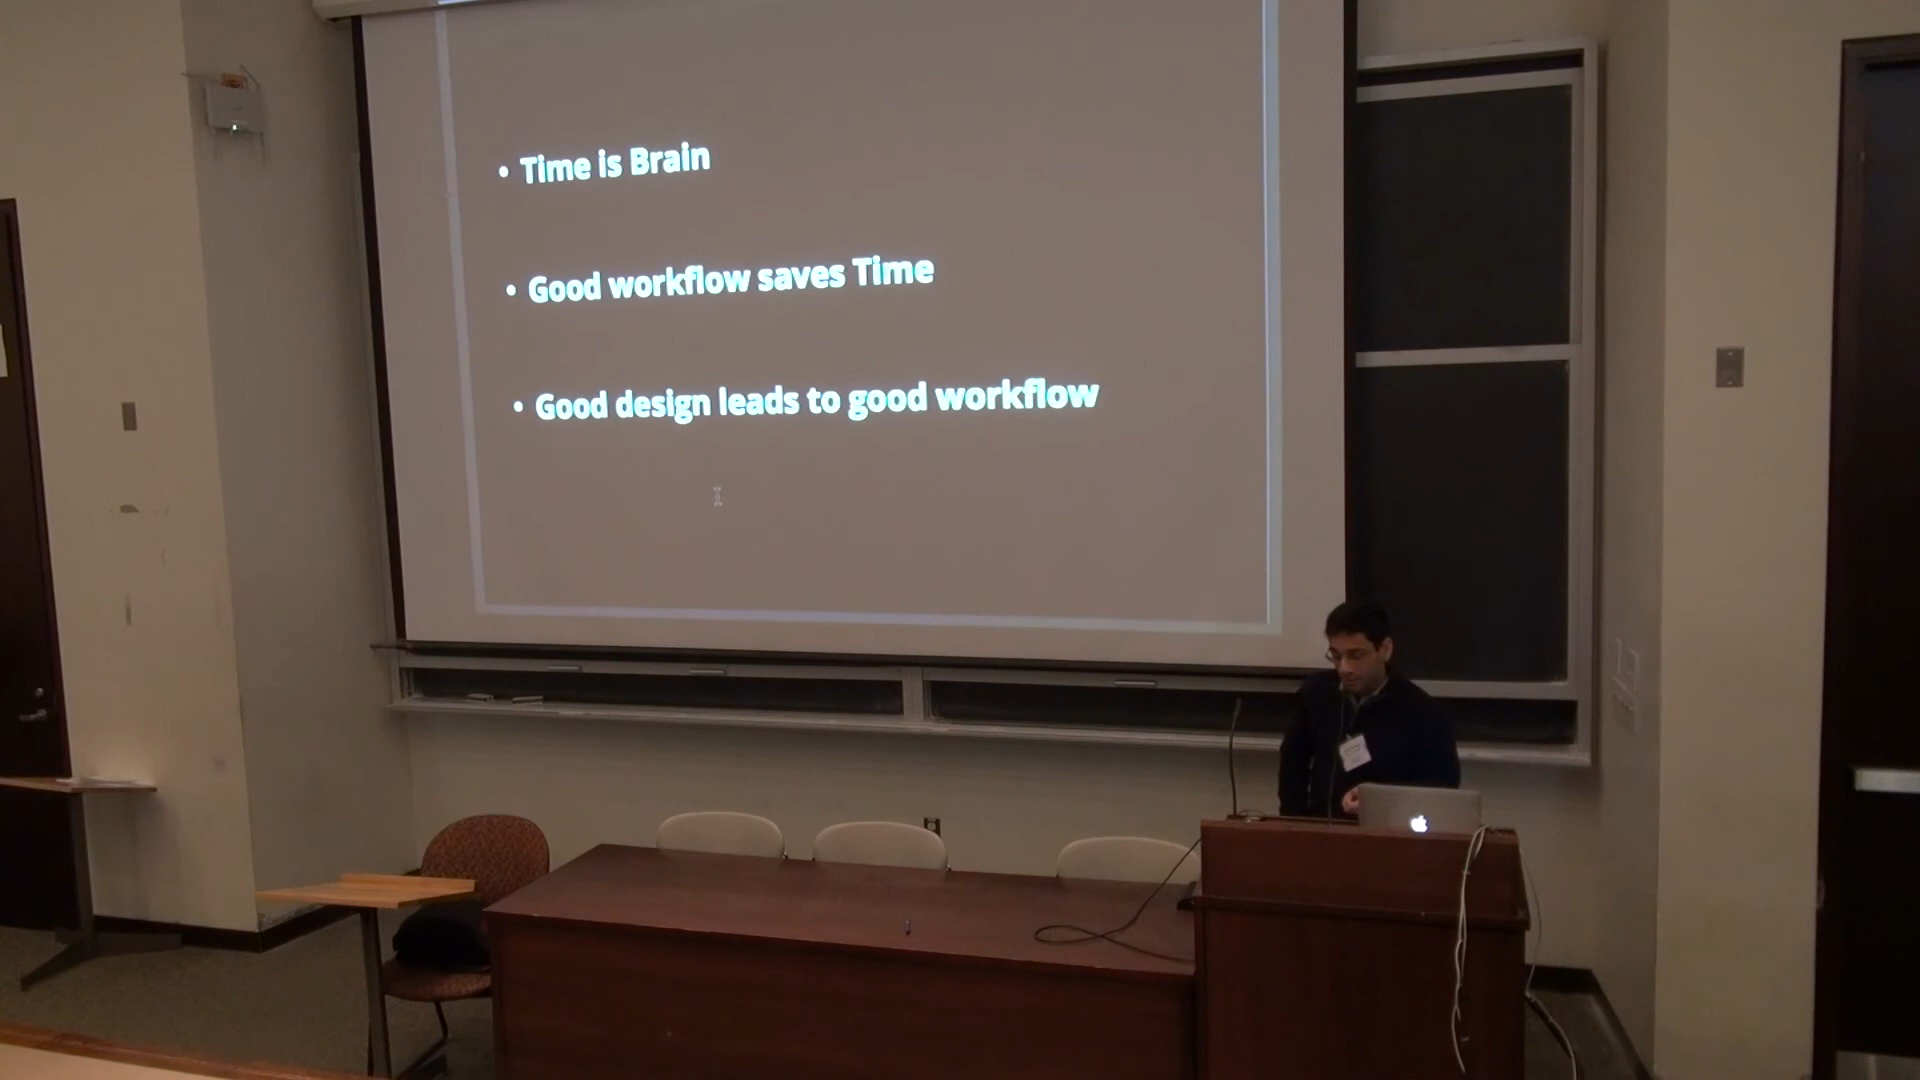 • Time is Brain
• Good workflow saves Time
• Good design leads to good workflow